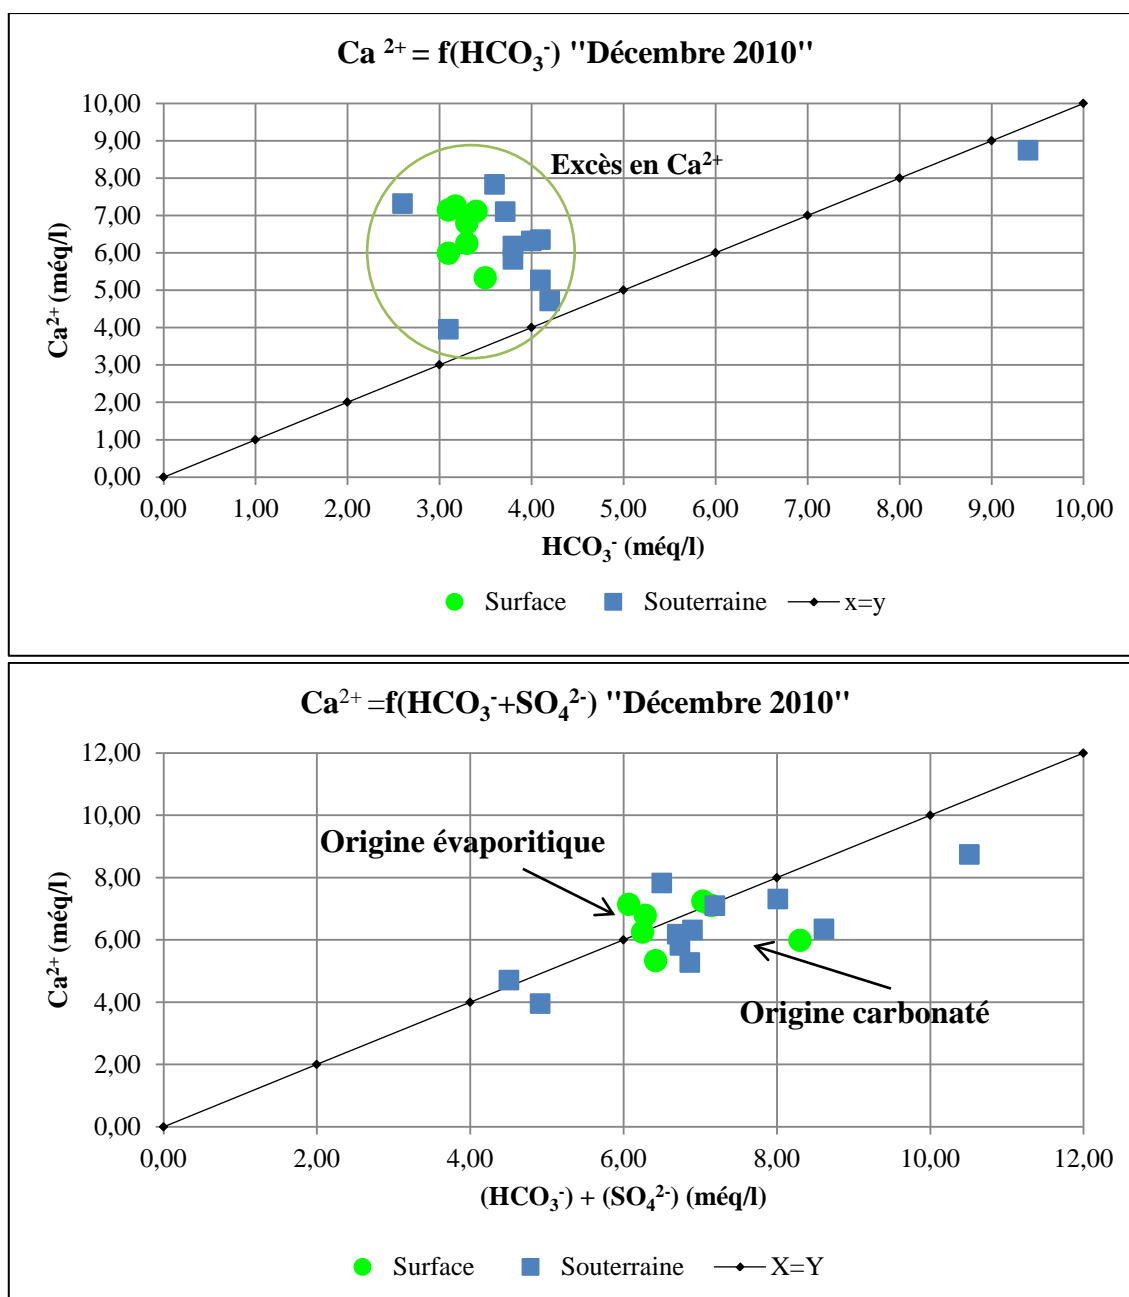 Ca ²⁺ = f(HCO₃⁻) "Décembre 2010"
10,00
9,00
8,00
7,00
6,00
5,00
4,00
3,00
2,00
1,00
0,00
Ca²⁺ (méq/l)
Excès en Ca²⁺
0,00 1,00 2,00 3,00 4,00 5,00 6,00 7,00 8,00 9,00 10,00
HCO₃⁻ (méq/l)
Surface Souterraine x=y
Ca²⁺ =f(HCO₃⁻+SO₄²⁻) "Décembre 2010"
12,00
10,00
8,00
6,00
4,00
2,00
0,00
Ca²⁺ (méq/l)
Origine évaporitique
Origine carbonaté
0,00 2,00 4,00 6,00 8,00 10,00 12,00
(HCO₃⁻) + (SO₄²⁻) (méq/l)
Surface Souterraine X=Y